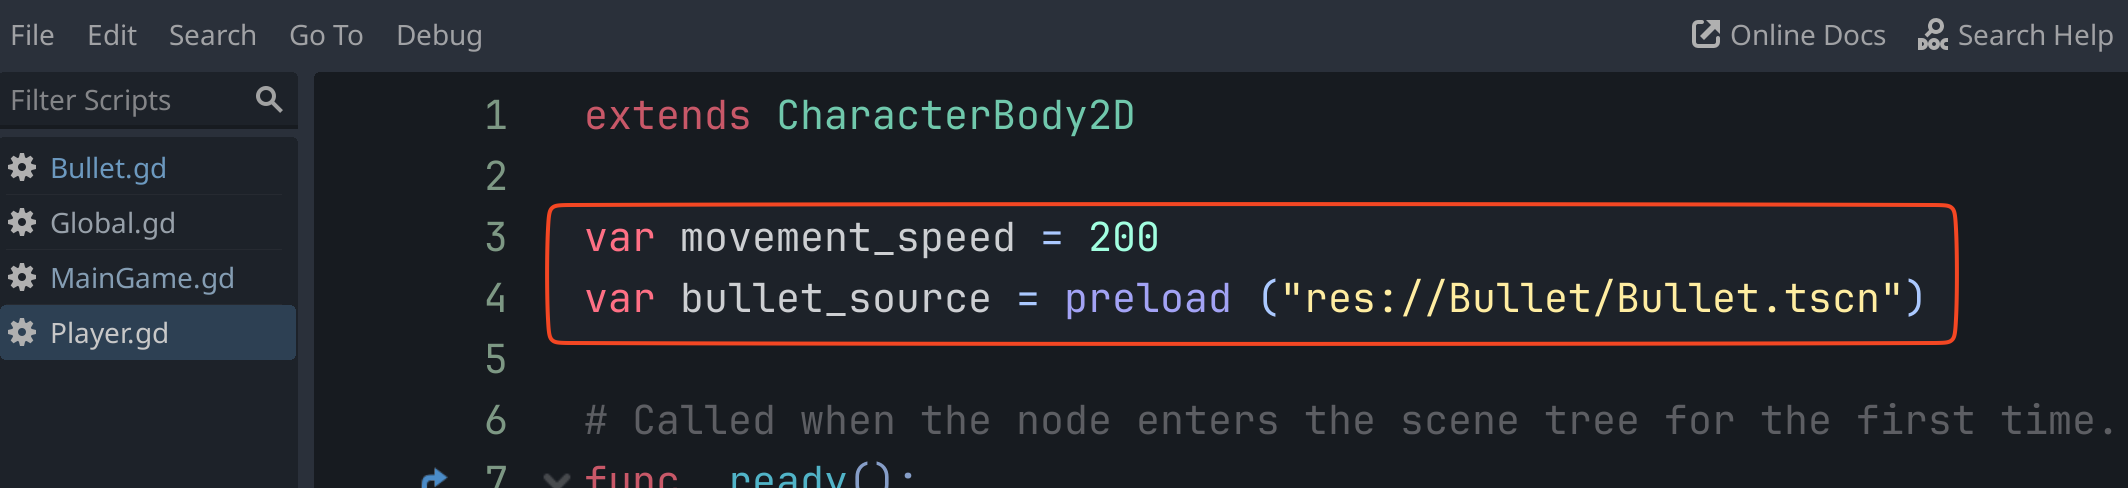 File Edit Search Go To Debug Online Docs Search Help
Filter Scripts
Bullet.gd
Global.gd
MainGame.gd
Player.gd
1 extends CharacterBody2D
2
3 var movement_speed = 200
4 var bullet_source = preload ("res://Bullet/Bullet.tscn")
5
6 # Called when the node enters the scene tree for the first time.
7 func _ready():